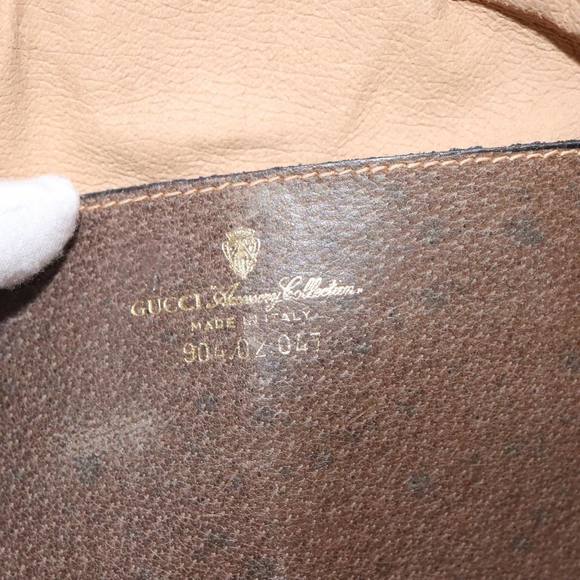 GUCCI "Accessory Collection"
MADE IN ITALY
904.02.047